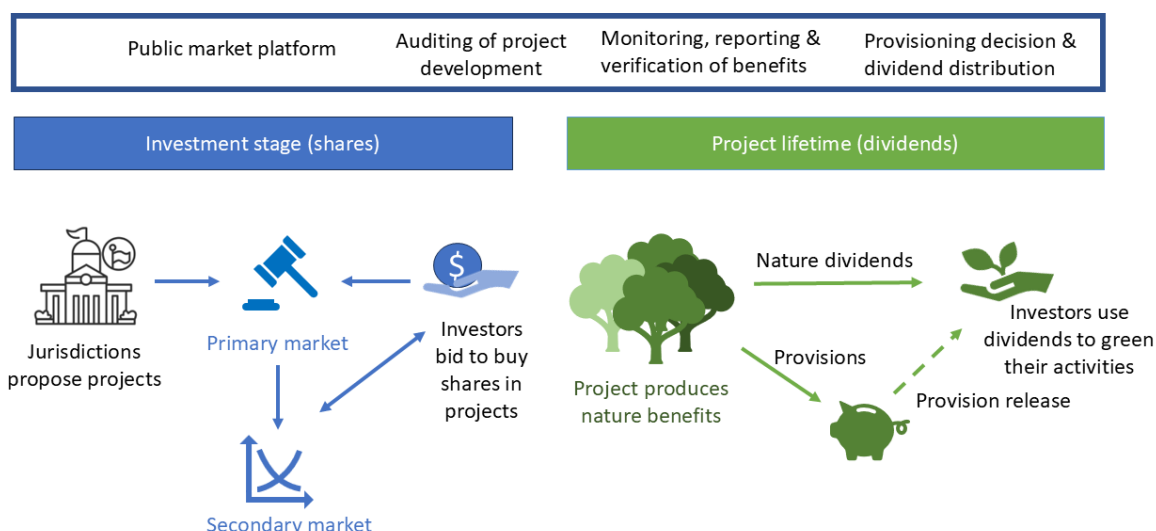 Public market platform
Auditing of project
development
Monitoring, reporting &
verification of benefits
Provisioning decision &
dividend distribution
Investment stage (shares)
Project lifetime (dividends)
$
Jurisdictions
propose projects
Primary market
Investors
bid to buy
shares in
projects
Secondary market
Project produces
nature benefits
Nature dividends
Provisions
Provision release
Investors use
dividends to green
their activities